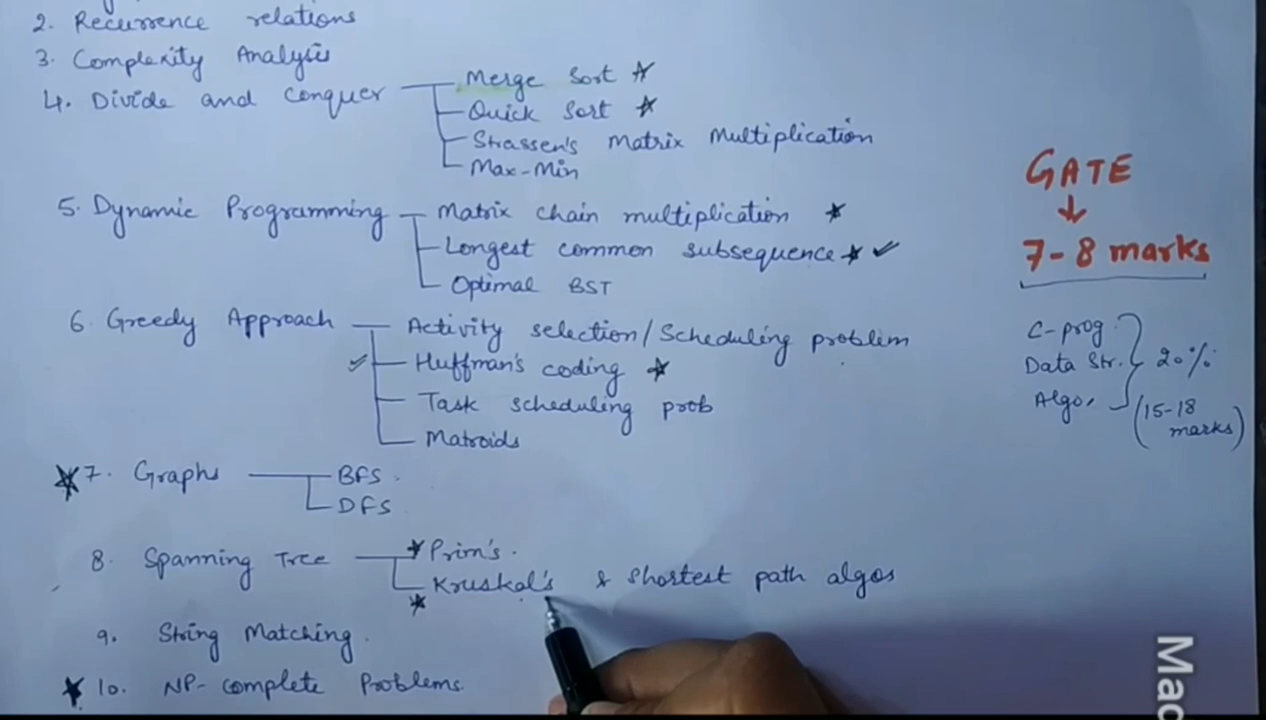 2. Recurrence relations
3. Complexity Analysis
4. Divide and conquer
Merge Sort ☆
Quick Sort ☆
Strassen's Matrix Multiplication
Max-Min
5. Dynamic Programming
Matrix chain multiplication ★
Longest common subsequence ★ ✓
Optimal BST
6. Greedy Approach
Activity selection/Scheduling problem
✓ Huffman's coding ★
Task scheduling prob
Matroids
★ 7. Graphs
BFS
DFS
8. Spanning Tree
★ Prim's
★ Kruskal's & Shortest path algos
9. String Matching
★ 10. NP-Complete Problems
GATE
↓
7-8 marks
C-prog
Data Str.
Algo.
20%
(15-18
marks)
Mad